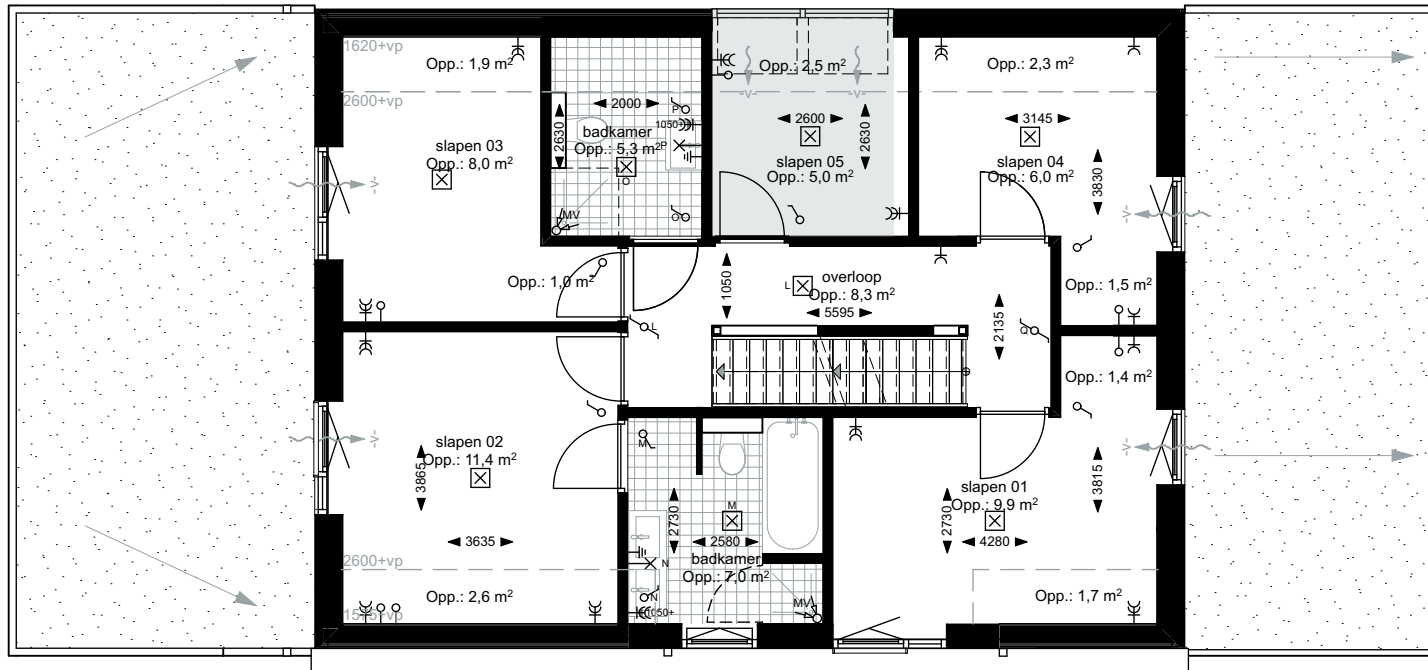 1620+vp
Opp.: 1,9 m²
2600+vp
slapen 03
Opp.: 8,0 m²
Opp.: 1,0 m²
2000
2630
badkamer
Opp.: 5,3 m²
P
1050+
P
O
O
MV
Opp.: 2,5 m²
-V-
-V-
2600
2630
slapen 05
Opp.: 5,0 m²
Opp.: 2,3 m²
3145
slapen 04
Opp.: 6,0 m²
3830
-V-
Opp.: 1,5 m²
-V-
1050
overloop
L
Opp.: 8,3 m²
5595
L
2135
Q
Opp.: 1,4 m²
slapen 02
Opp.: 11,4 m²
3865
3635
-V-
2600+vp
Opp.: 2,6 m²
1575+vp
M
M
2730
2580
badkamer
Opp.: 7,0 m²
N
N
1050+
MV
slapen 01
Opp.: 9,9 m²
2730
4280
3815
-V-
Opp.: 1,7 m²